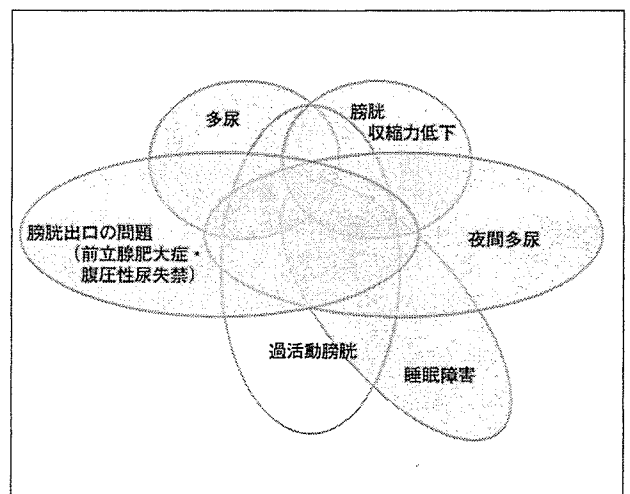 多尿
膀胱
収縮力低下
膀胱出口の問題
（前立腺肥大症・
腹圧性尿失禁）
夜間多尿
過活動膀胱
睡眠障害